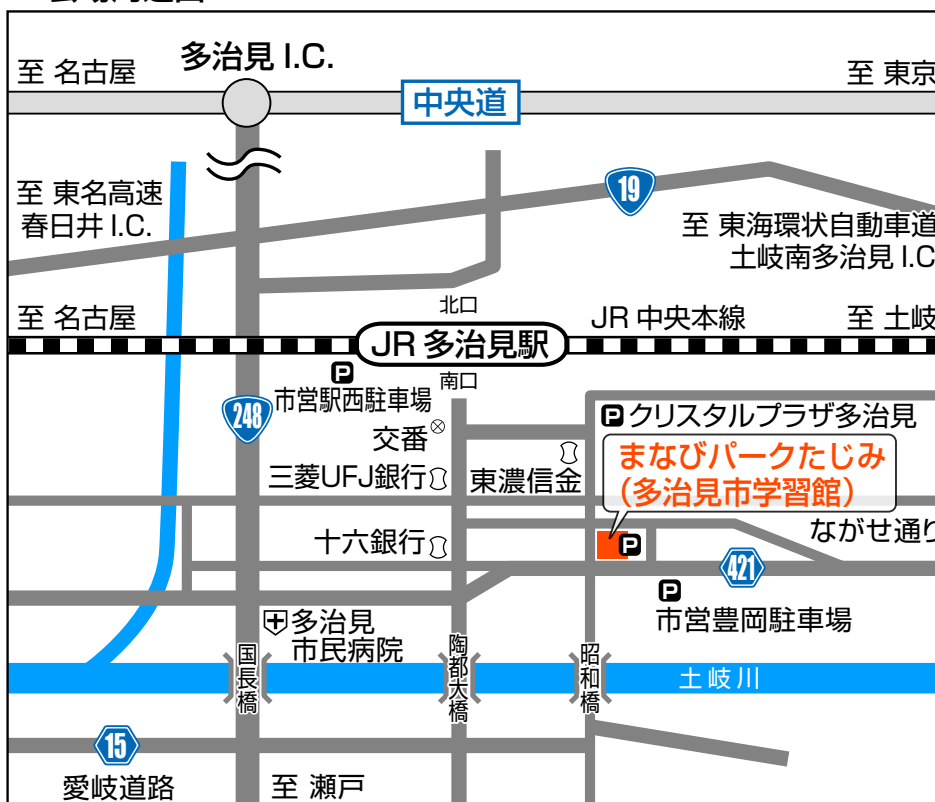 多治見 I.C.
至 名古屋
至 東京
中央道
至 東名高速
春日井 I.C.
19
至 東海環状自動車道
土岐南多治見 I.C
北口
至 名古屋
JR 中央本線
至 土岐
JR 多治見駅
P
南口
市営駅西駐車場
248
P クリスタルプラザ多治見
交番
三菱UFJ銀行
東濃信金
まなびパークたじみ
(多治見市学習館)
ながせ通り
十六銀行
P
421
P
市営豊岡駐車場
多治見
市民病院
国長橋
陶都大橋
昭和橋
土岐川
15
愛岐道路
至 瀬戸